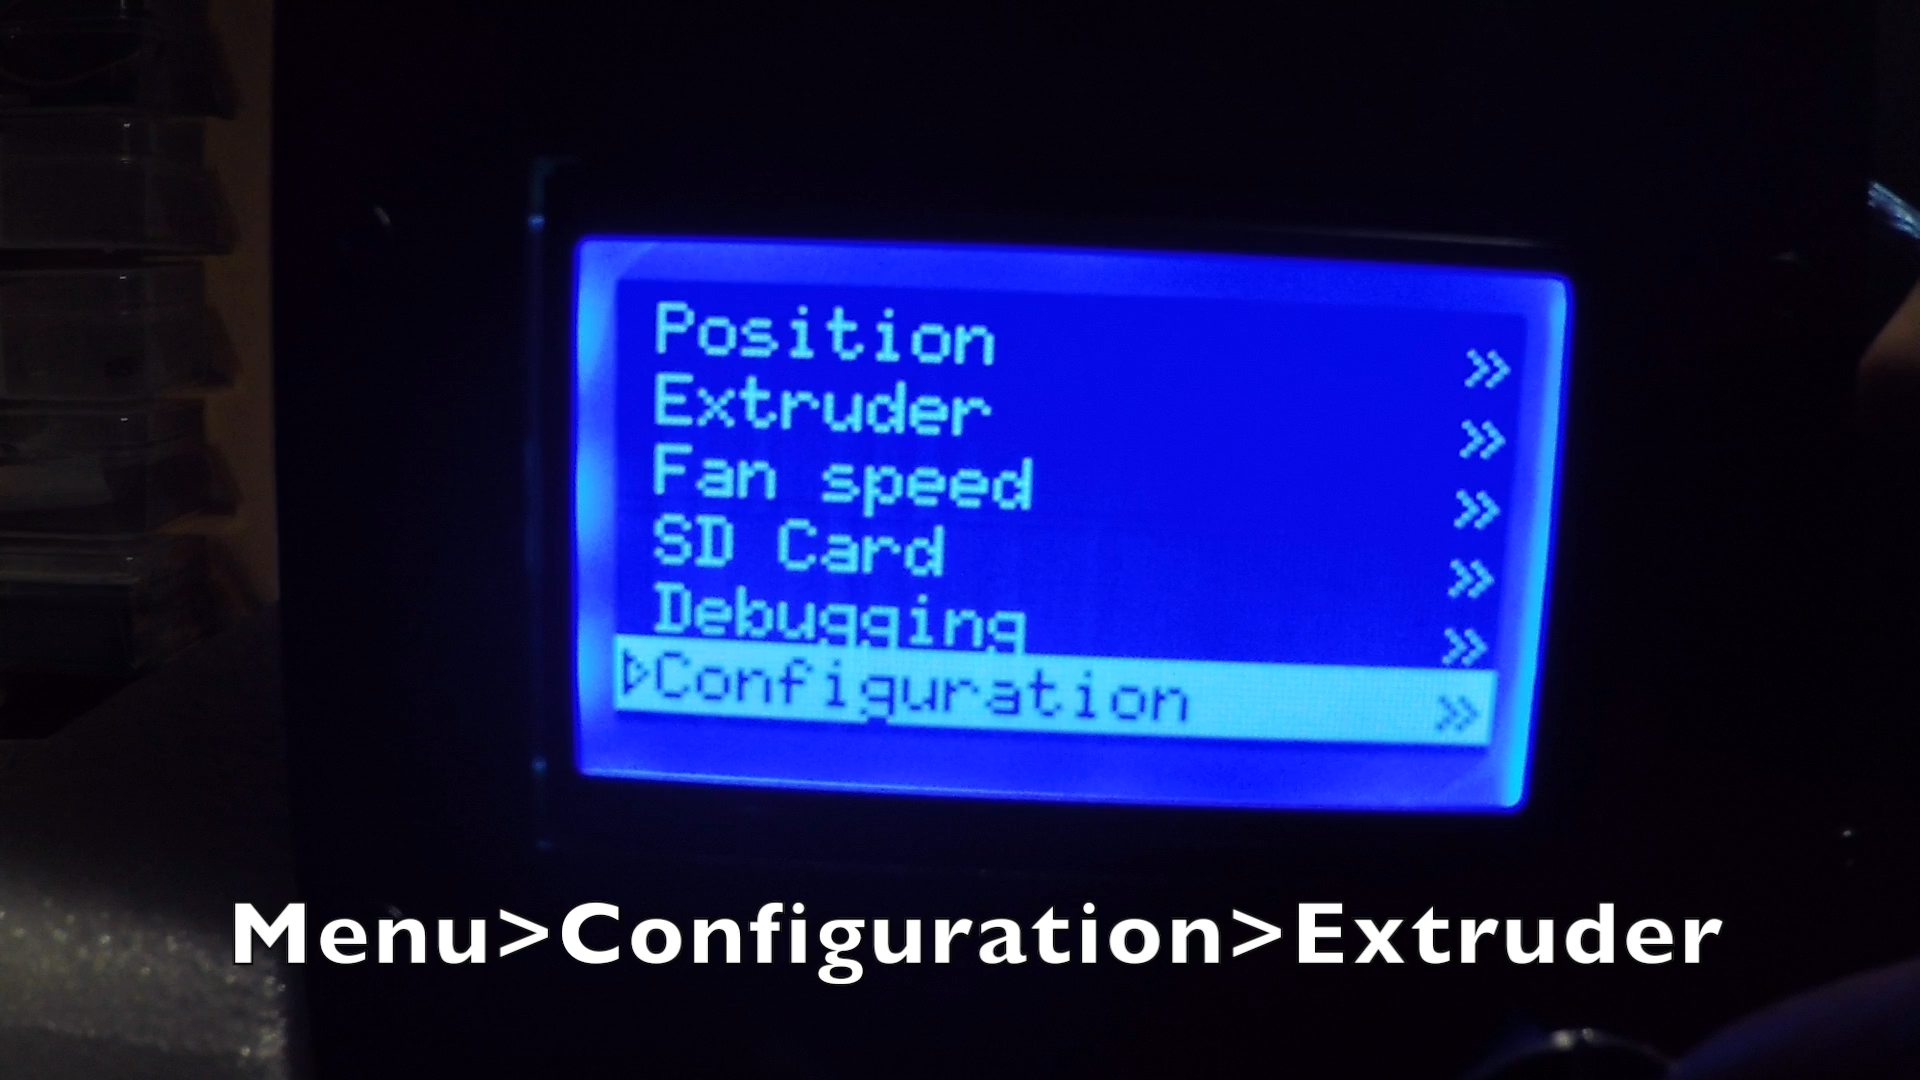 Position »
Extruder »
Fan speed »
SD Card »
Debugging »
▷Configuration »
Menu>Configuration>Extruder